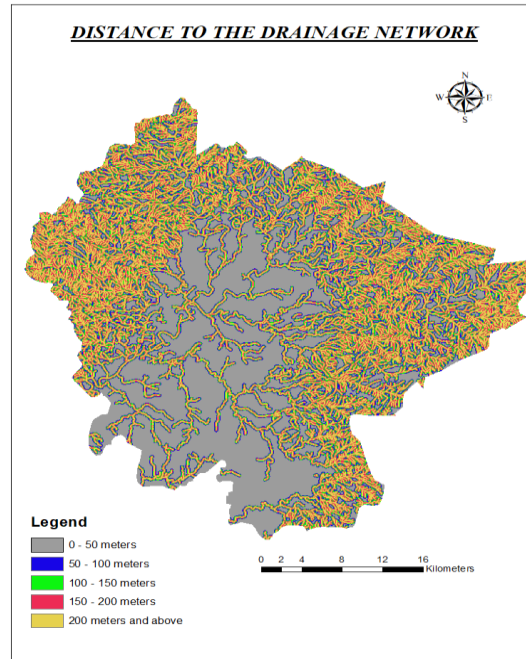 DISTANCE TO THE DRAINAGE NETWORK
N
W E
S
Legend
0 - 50 meters
50 - 100 meters
100 - 150 meters
150 - 200 meters
200 meters and above
0 2 4 8 12 16
Kilometers